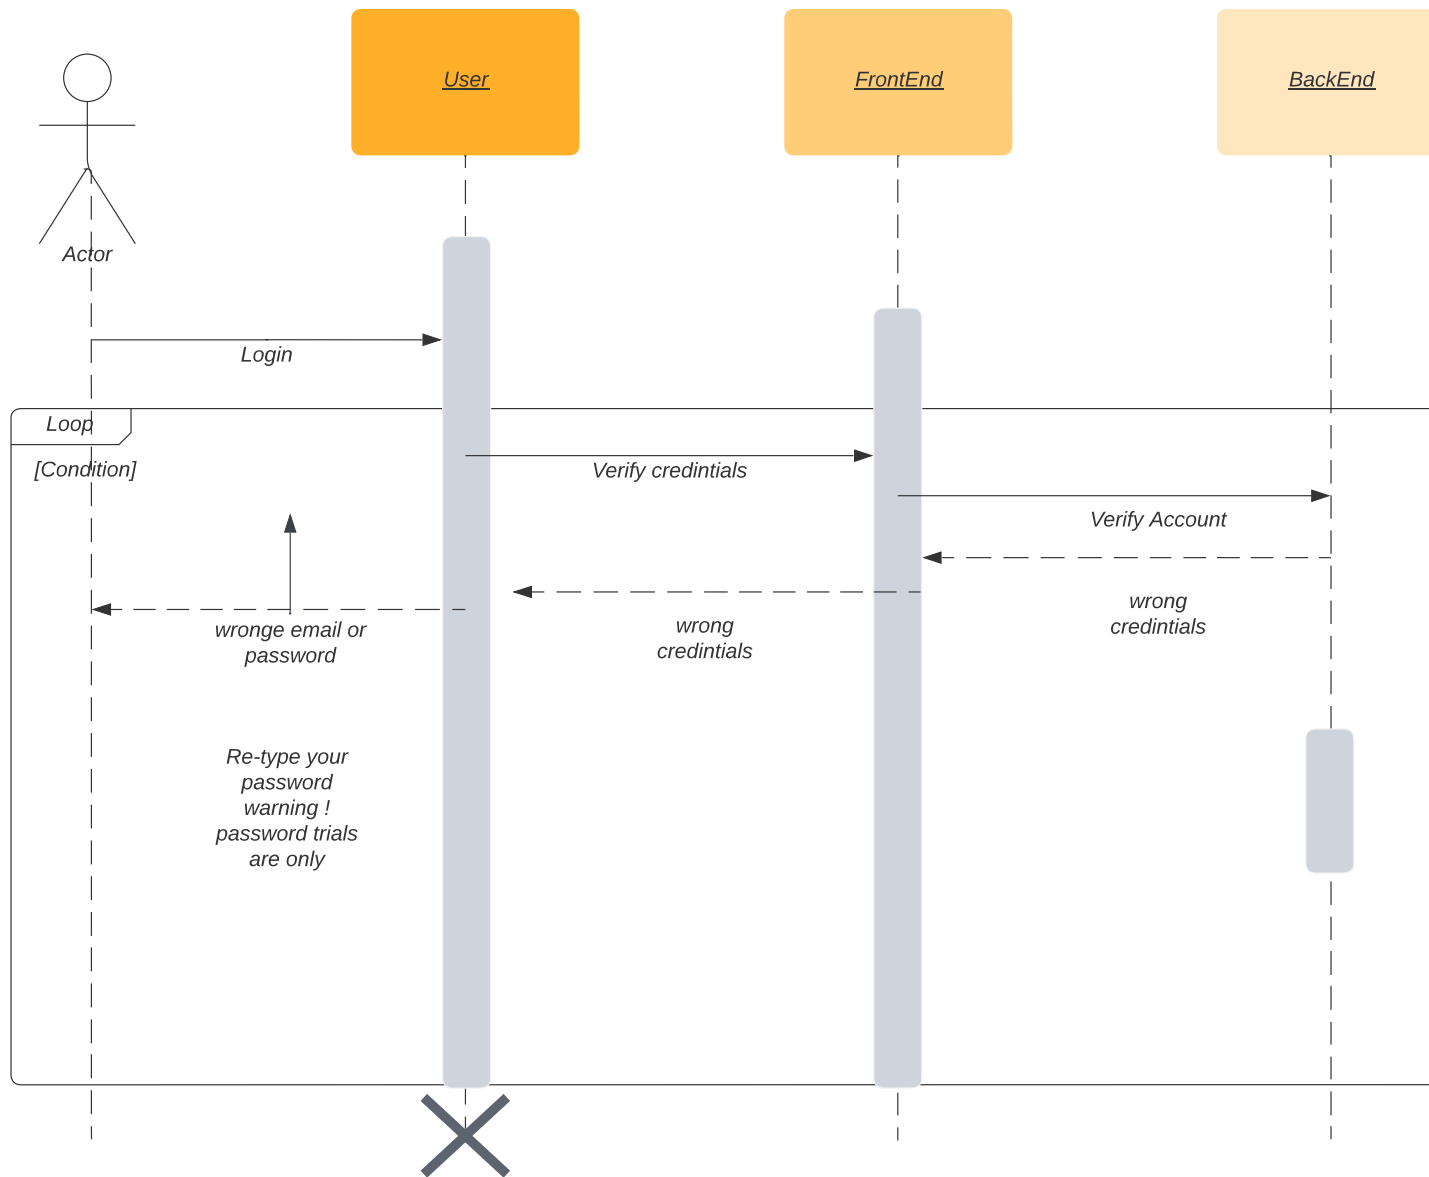 User
FrontEnd
BackEnd
Actor
Login
Loop
[Condition]
Verify credintials
Verify Account
wrong
credintials
wrong
credintials
wronge email or
password
Re-type your
password
warning !
password trials
are only